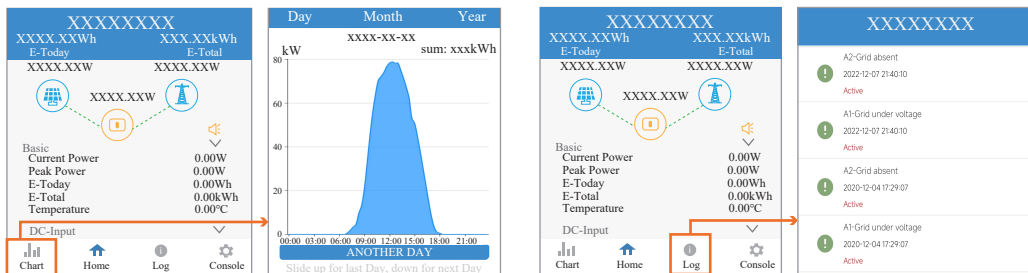 XXXXXXXX
XXXX.XXWh XXX.XXkWh
E-Today E-Total
XXXX.XXW XXXX.XXW
XXXX.XXW
Basic
Current Power 0.00W
Peak Power 0.00W
E-Today 0.00Wh
E-Total 0.00kWh
Temperature 0.00°C
DC-Input
Chart Home Log Console
Day Month Year
xxxx-xx-xx
kW sum: xxxkWh
80
60
40
20
0
00:00 03:00 06:00 09:00 12:00 15:00 18:00 21:00
ANOTHER DAY
Slide up for last Day, down for next Day
XXXXXXXX
XXXX.XXWh XXX.XXkWh
E-Today E-Total
XXXX.XXW XXXX.XXW
XXXX.XXW
Basic
Current Power 0.00W
Peak Power 0.00W
E-Today 0.00Wh
E-Total 0.00kWh
Temperature 0.00°C
DC-Input
Chart Home Log Console
XXXXXXXX
A2-Grid absent
2022-12-07 21:40:10
Active
A1-Grid under voltage
2022-12-07 21:40:10
Active
A2-Grid absent
2020-12-04 17:29:07
Active
A1-Grid under voltage
2020-12-04 17:29:07
Active